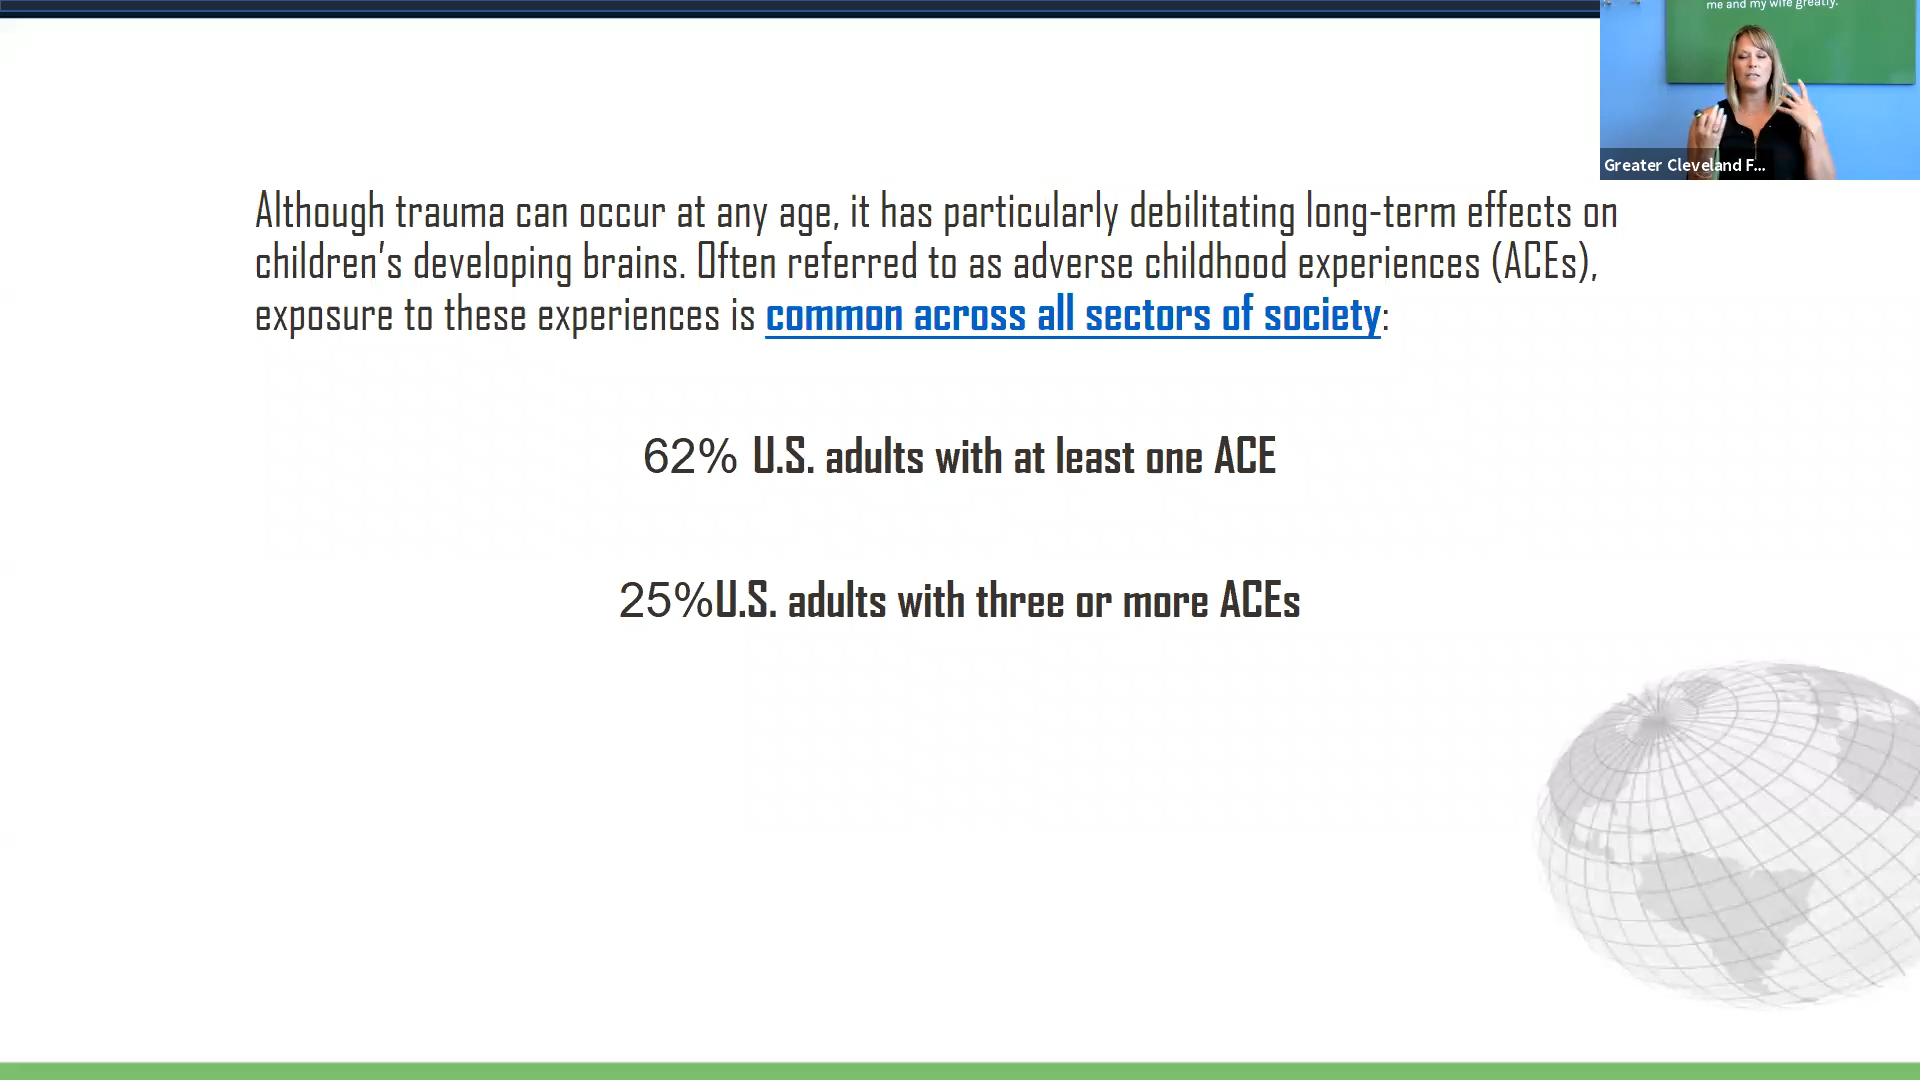 me and my wife greatly.
Greater Cleveland F...
Although trauma can occur at any age, it has particularly debilitating long-term effects on
children’s developing brains. Often referred to as adverse childhood experiences (ACEs),
exposure to these experiences is common across all sectors of society:
62% U.S. adults with at least one ACE
25%U.S. adults with three or more ACEs